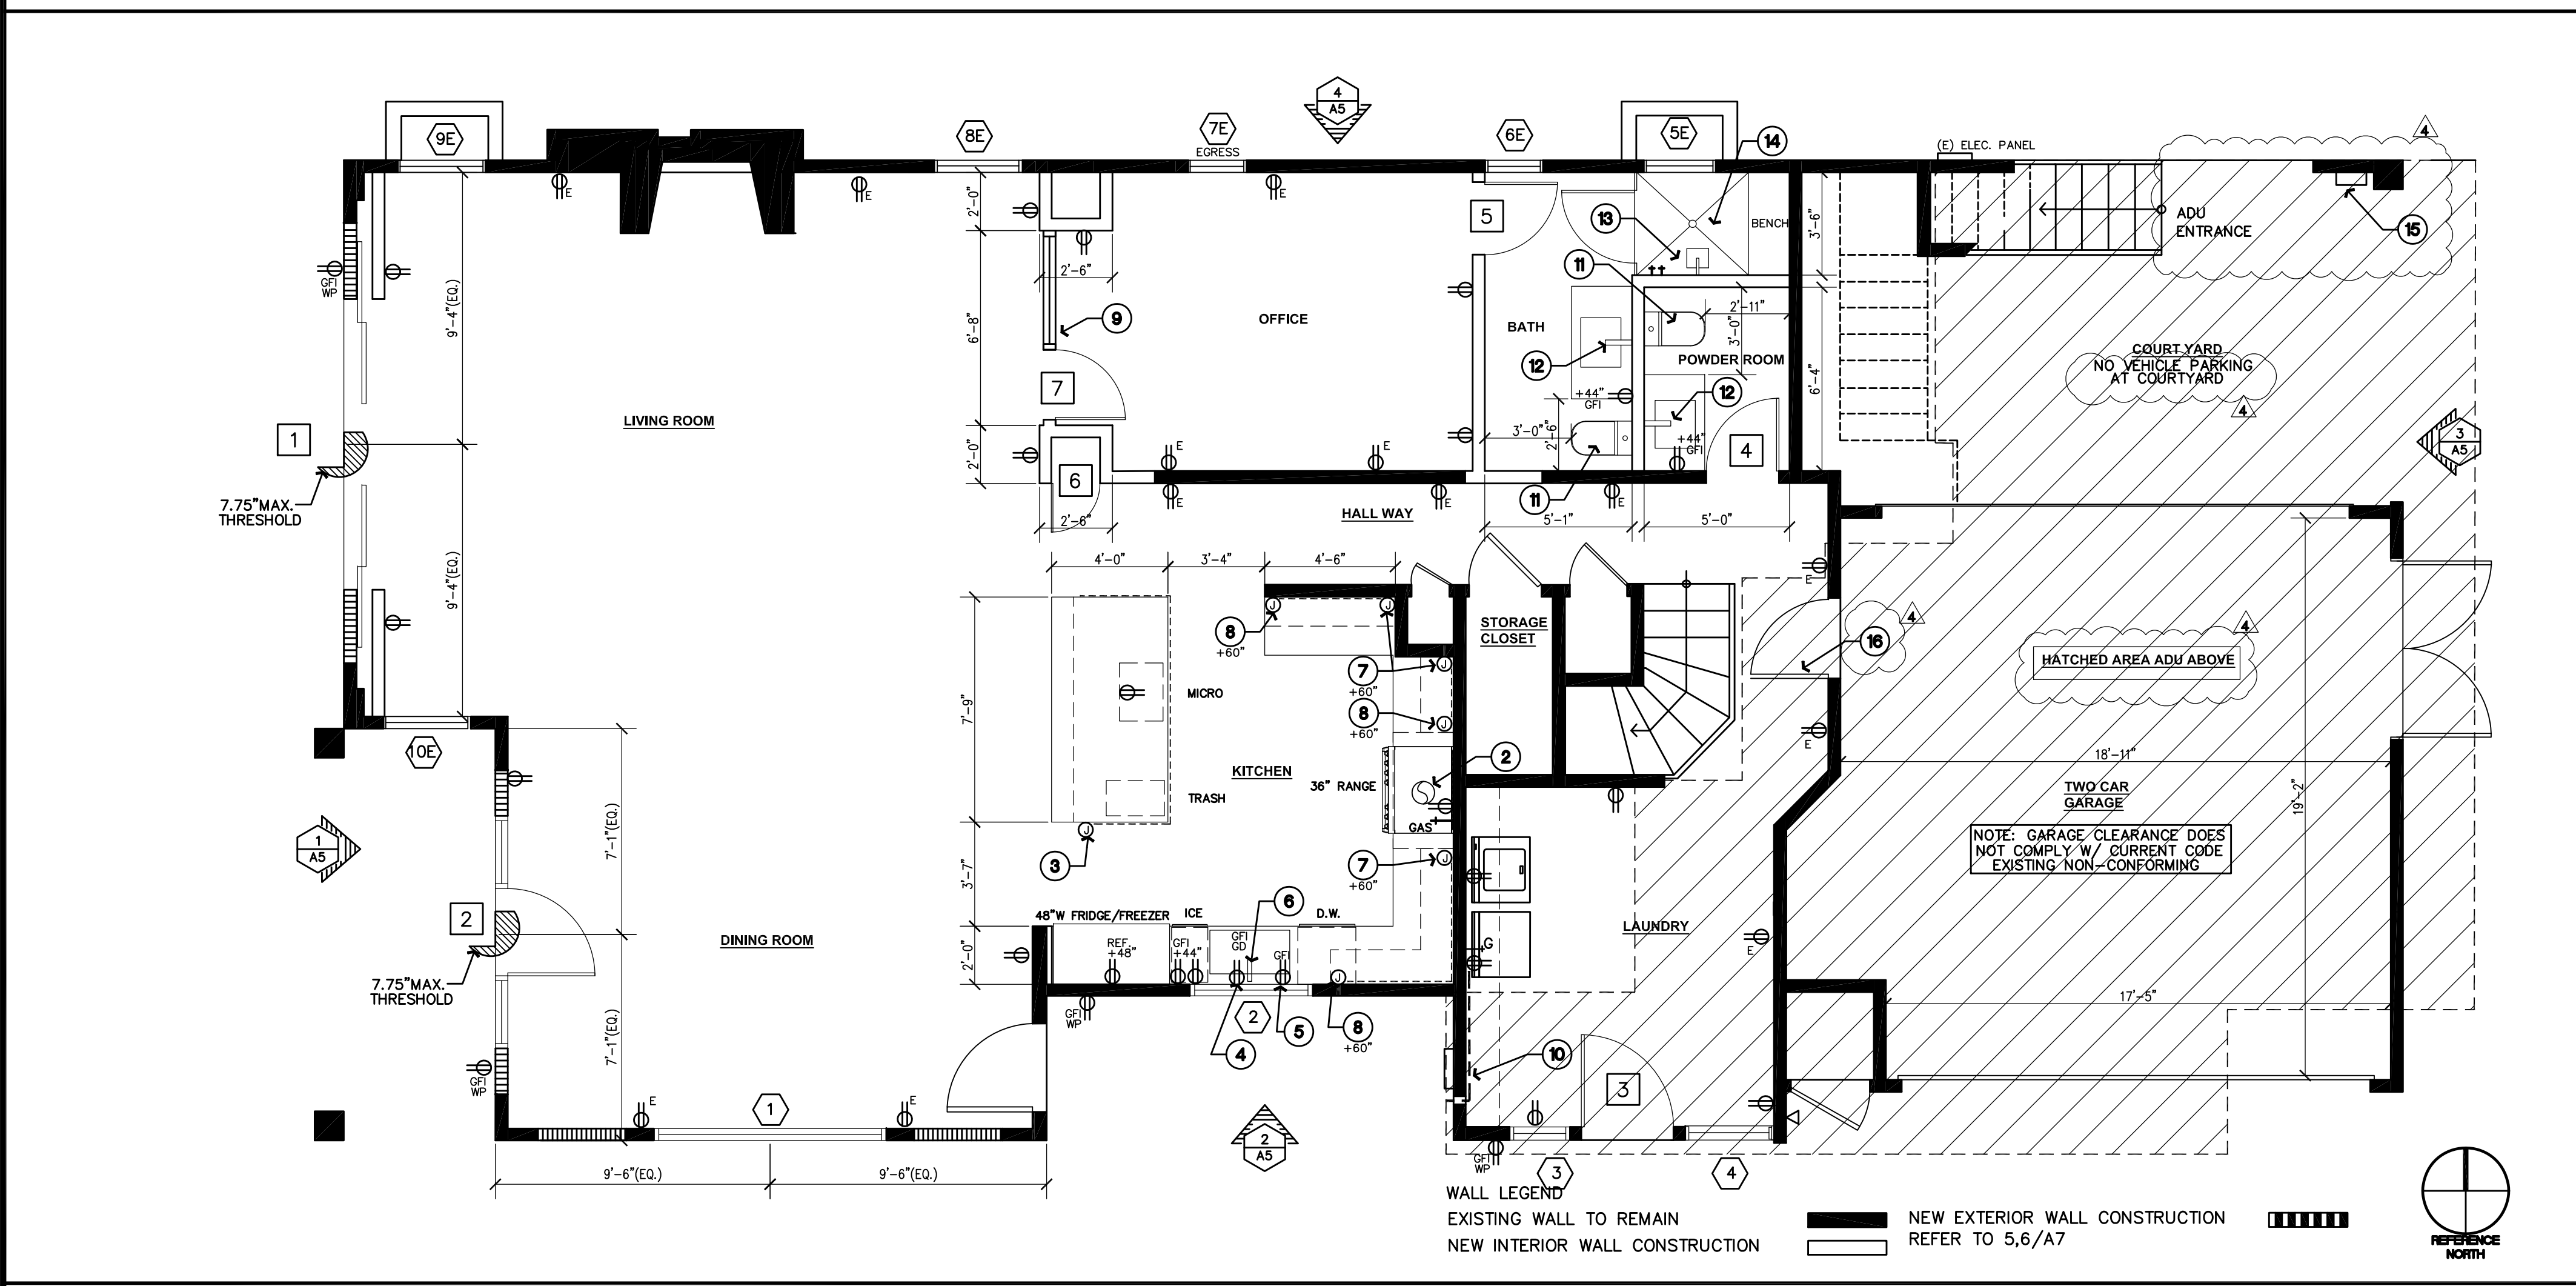 4
A5
9E
8E
7E
EGRESS
6E
5E
14
(E) ELEC. PANEL
4
E
E
E
2'-0"
2'-0"
5
13
BENCH
3'-6"
ADU
ENTRANCE
15
GFI
WP
2'-6"
11
9'-4"(EQ.)
6'-8"
9
OFFICE
BATH
2'-11"
3'-0"
12
POWDER ROOM
COURT YARD
NO VEHICLE PARKING
AT COURTYARD
4
7
+44"
GFI
12
6'-4"
LIVING ROOM
1
3'-0"
2'-6"
+44"
GFI
4
3
A5
2'-0"
E
E
6
11
7.75"MAX.
THRESHOLD
E
E
E
2'-6"
HALL WAY
5'-1"
5'-0"
9'-4"(EQ.)
4'-0"
3'-4"
4'-6"
E
19'-2"
J
J
8
+60"
STORAGE
CLOSET
4
16
4
HATCHED AREA ADU ABOVE
7
J
+60"
7'-9"
MICRO
8
J
+60"
10E
E
2
KITCHEN
36" RANGE
TRASH
18'-11"
TWO CAR
GARAGE
GAS
7'-1"(EQ.)
J
1
A5
3
7
J
+60"
NOTE: GARAGE CLEARANCE DOES
NOT COMPLY W/ CURRENT CODE
EXISTING NON-CONFORMING
3'-7"
6
2
48"W FRIDGE/FREEZER
ICE
D.W.
DINING ROOM
REF.
+48"
GFI
+44"
GFI
GD
GFI
G
LAUNDRY
E
2'-0"
7.75"MAX.
THRESHOLD
J
17'-5"
GFI
WP
2
5
8
+60"
4
7'-1"(EQ.)
10
GFI
WP
3
E
1
E
2
A5
9'-6"(EQ.)
9'-6"(EQ.)
GFI
WP
3
4
WALL LEGEND
EXISTING WALL TO REMAIN
NEW INTERIOR WALL CONSTRUCTION
NEW EXTERIOR WALL CONSTRUCTION
REFER TO 5,6/A7
REFERENCE
NORTH